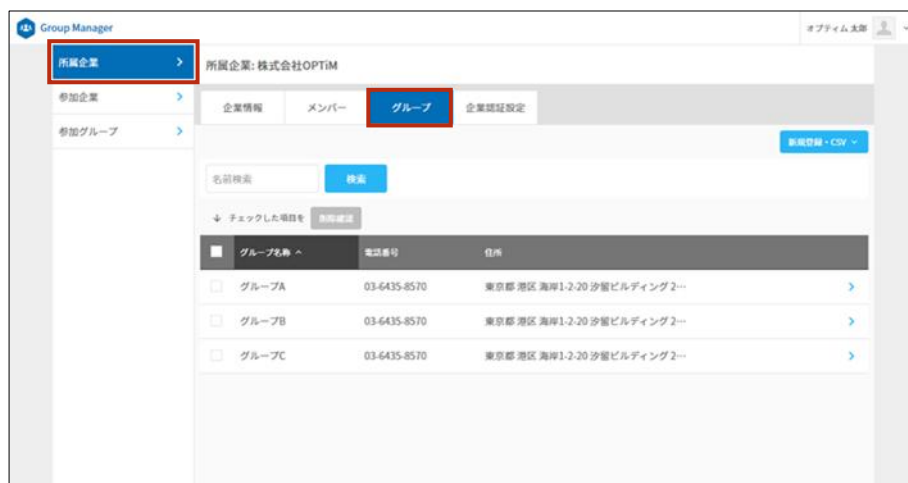 Group Manager
オプティム 太郎
所属企業
参加企業
参加グループ
所属企業: 株式会社OPTiM
企業情報 メンバー グループ 企業認証設定
新規登録・CSV
名前検索 検索
チェックした項目を 削除確認
グループ名称 電話番号 住所
グループA 03-6435-8570 東京都 港区 海岸1-2-20 汐留ビルディング 2…
グループB 03-6435-8570 東京都 港区 海岸1-2-20 汐留ビルディング 2…
グループC 03-6435-8570 東京都 港区 海岸1-2-20 汐留ビルディング 2…